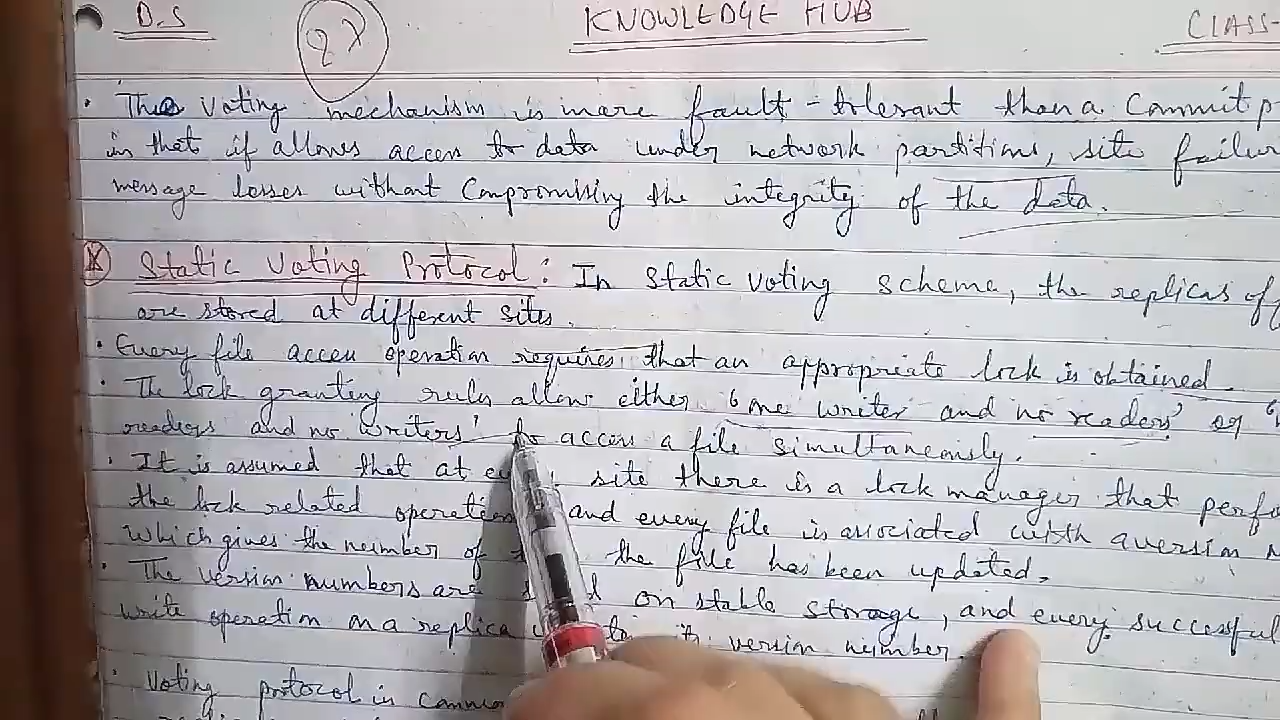 D.S
27
KNOWLEDGE HUB
CLASS-
• The voting mechanism is more fault-tolerant than a Commit p
in that if allows access to data under network partitions, site failur
message losses without compromising the integrity of the data.
Static Voting Protocol: In static voting scheme, the replicas of f
are stored at different sites.
• Every file access operation requires that an appropriate lock is obtained.
• The lock granting rules allow either 'one writer and no readers' or
readers and no writers' to access a file simultaneously.
• It is assumed that at site there is a lock manager that perfo
the lock related operations and every file is associated with a version n
which gives the number of the file has been updated.
• The version numbers are on stable storage, and every successful
write operation on a replica its version number.
• Voting protocol in